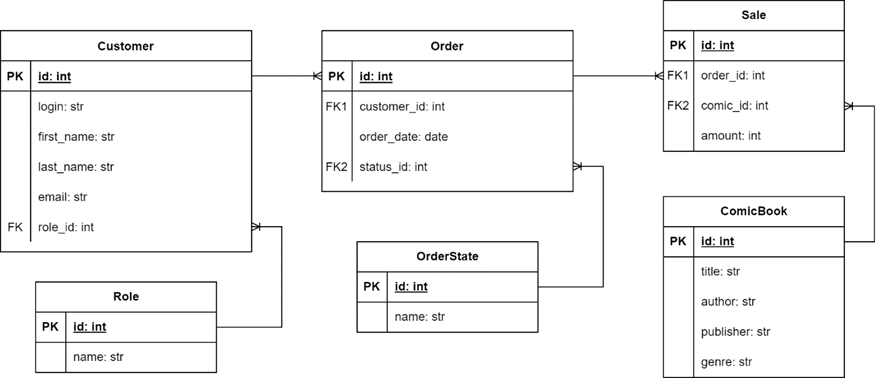 Customer
PK id: int
login: str
first_name: str
last_name: str
email: str
FK role_id: int
Role
PK id: int
name: str
Order
PK id: int
FK1 customer_id: int
order_date: date
FK2 status_id: int
OrderState
PK id: int
name: str
Sale
PK id: int
FK1 order_id: int
FK2 comic_id: int
amount: int
ComicBook
PK id: int
title: str
author: str
publisher: str
genre: str